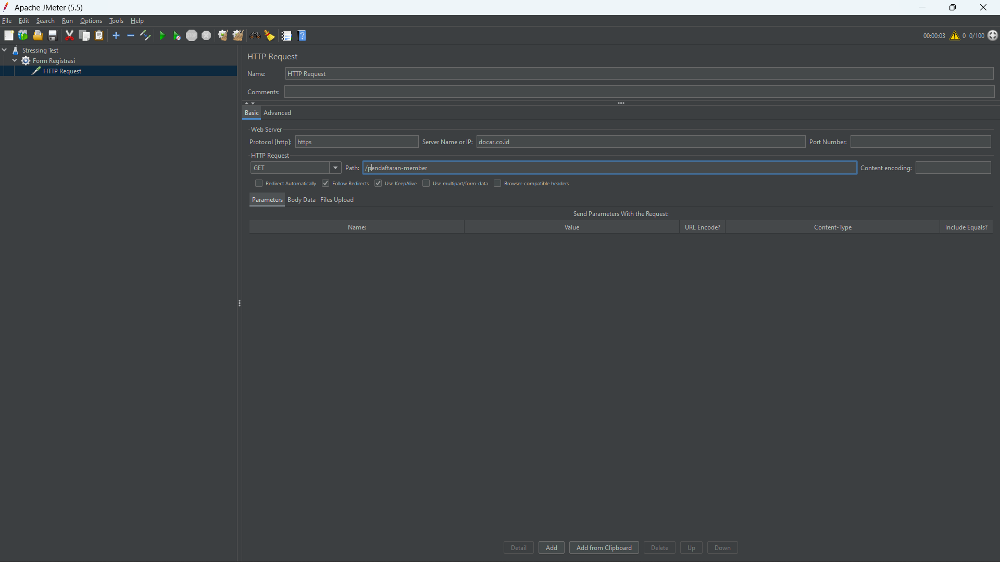 Apache JMeter (5.5)
File Edit Search Run Options Tools Help
STOP
00:00:03 0 0/100
Stressing Test
Form Registrasi
HTTP Request
HTTP Request
Name: HTTP Request
Comments:
Basic Advanced
Web Server
Protocol [http]: https Server Name or IP: docar.co.id Port Number:
HTTP Request
GET Path: /pendaftaran-member Content encoding:
Redirect Automatically Follow Redirects Use KeepAlive Use multipart/form-data Browser-compatible headers
Parameters Body Data Files Upload
Send Parameters With the Request:
Name: Value URL Encode? Content-Type Include Equals?
Detail Add Add from Clipboard Delete Up Down